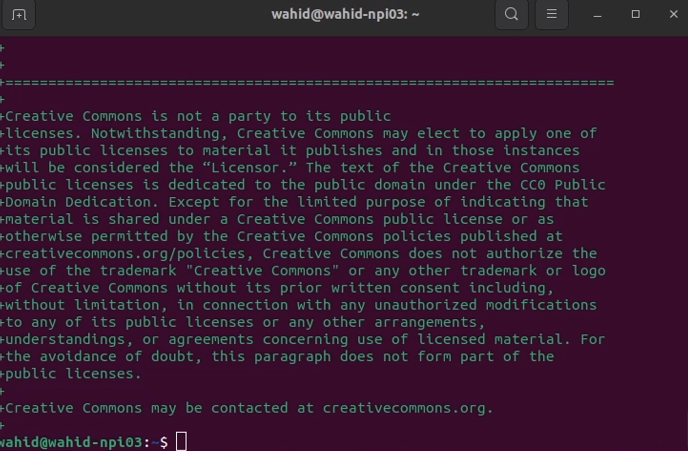 wahid@wahid-npi03: ~
+
+
+=======================================================================
+
+Creative Commons is not a party to its public
+licenses. Notwithstanding, Creative Commons may elect to apply one of
+its public licenses to material it publishes and in those instances
+will be considered the “Licensor.” The text of the Creative Commons
+public licenses is dedicated to the public domain under the CC0 Public
+Domain Dedication. Except for the limited purpose of indicating that
+material is shared under a Creative Commons public license or as
+otherwise permitted by the Creative Commons policies published at
+creativecommons.org/policies, Creative Commons does not authorize the
+use of the trademark "Creative Commons" or any other trademark or logo
+of Creative Commons without its prior written consent including,
+without limitation, in connection with any unauthorized modifications
+to any of its public licenses or any other arrangements,
+understandings, or agreements concerning use of licensed material. For
+the avoidance of doubt, this paragraph does not form part of the
+public licenses.
+
+Creative Commons may be contacted at creativecommons.org.
+
wahid@wahid-npi03:~$